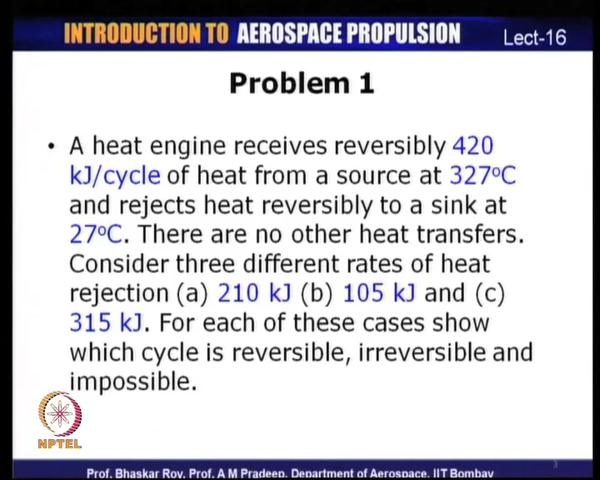 INTRODUCTION TO AEROSPACE PROPULSION Lect-16
Problem 1
• A heat engine receives reversibly 420
kJ/cycle of heat from a source at 327ºC
and rejects heat reversibly to a sink at
27ºC. There are no other heat transfers.
Consider three different rates of heat
rejection (a) 210 kJ (b) 105 kJ and (c)
315 kJ. For each of these cases show
which cycle is reversible, irreversible and
impossible.
NPTEL
3
Prof. Bhaskar Roy, Prof. A M Pradeep, Department of Aerospace, IIT Bombay